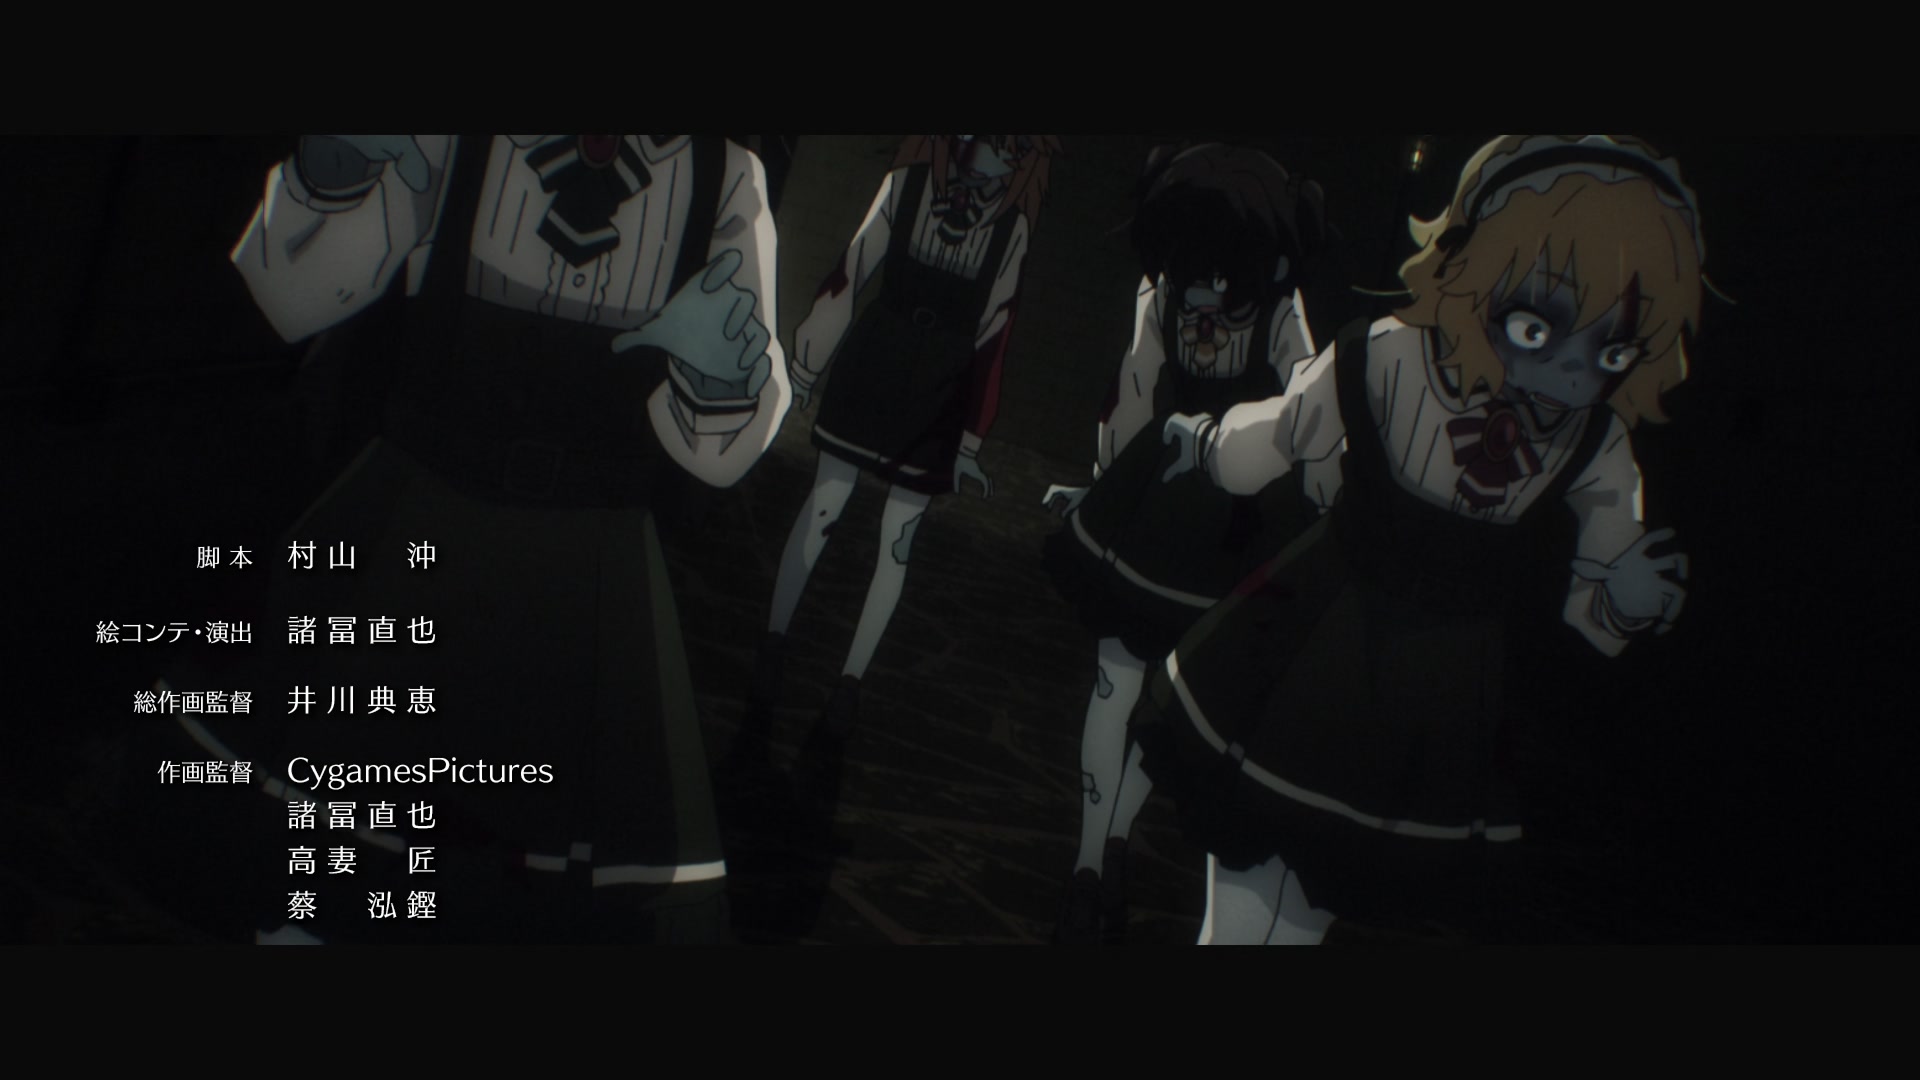 脚本 村山 沖
絵コンテ・演出 諸冨直也
総作画監督 井川典恵
作画監督 CygamesPictures
諸冨直也
高妻 匠
蔡 泓鏗